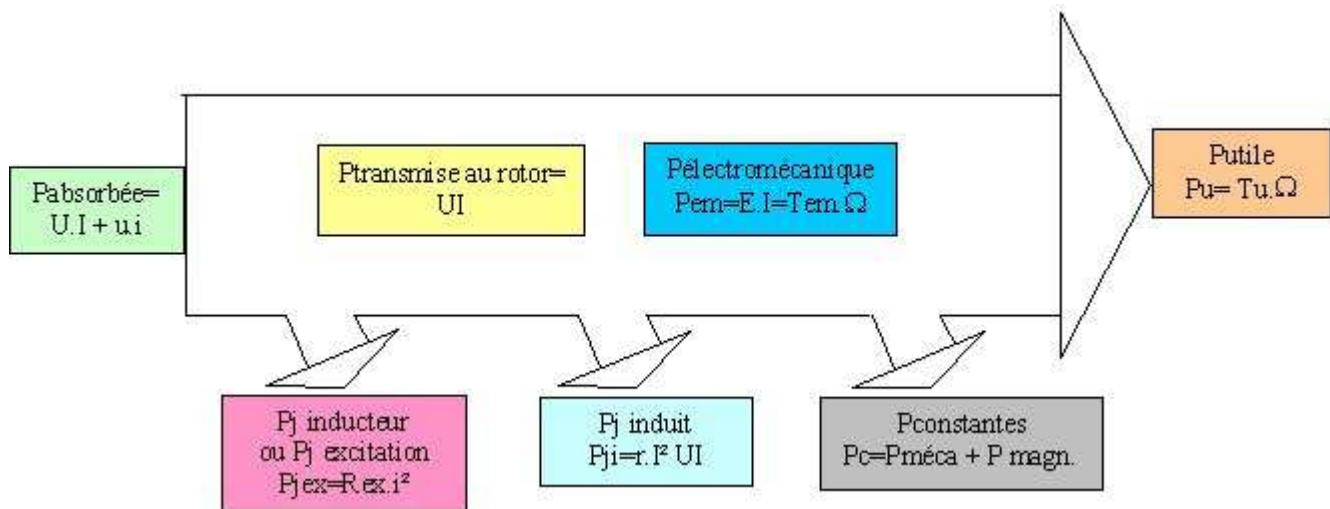 Pabsorbée=
U.I + u.i
Ptransmise au rotor=
UI
Pélectromécanique
Pem=E.I=Tem.Ω
Putile
Pu= Tu.Ω
Pj inducteur
ou Pj excitation
Pjex=Rex.i²
Pj induit
Pji=r.I² UI
Pconstantes
Pc=Pméca + P magn.